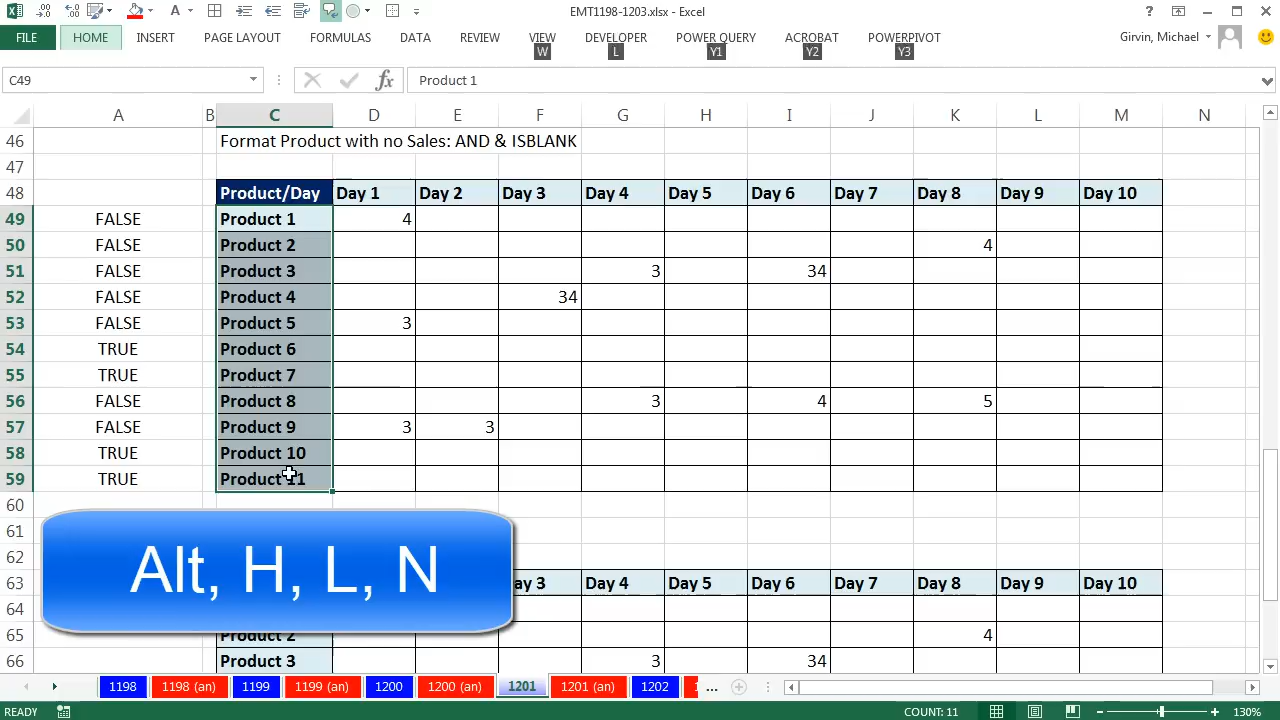 EMT1198-1203.xlsx - Excel
FILE HOME INSERT PAGE LAYOUT FORMULAS DATA REVIEW VIEW DEVELOPER POWER QUERY ACROBAT POWERPIVOT Girvin, Michael
W L Y1 Y2 Y3
C49 fx Product 1
A B C D E F G H I J K L M N
46 Format Product with no Sales: AND & ISBLANK
47
48 Product/Day Day 1 Day 2 Day 3 Day 4 Day 5 Day 6 Day 7 Day 8 Day 9 Day 10
49 FALSE Product 1 4
50 FALSE Product 2 4
51 FALSE Product 3 3 34
52 FALSE Product 4 34
53 FALSE Product 5 3
54 TRUE Product 6
55 TRUE Product 7
56 FALSE Product 8 3 4 5
57 FALSE Product 9 3 3
58 TRUE Product 10
59 TRUE Product 11
60
61
62
Alt, H, L, N
63 Day 4 Day 5 Day 6 Day 7 Day 8 Day 9 Day 10
64
65 Product 2 4
66 Product 3 3 34
1198 1198 (an) 1199 1199 (an) 1200 1200 (an) 1201 1201 (an) 1202 ...
READY COUNT: 11 130%